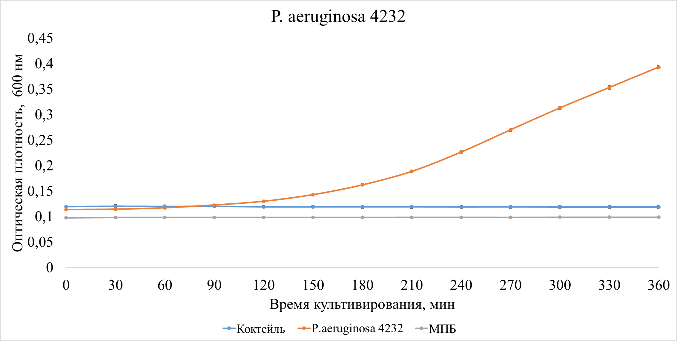 P. aeruginosa 4232
Оптическая плотность, 600 нм
0,45
0,4
0,35
0,3
0,25
0,2
0,15
0,1
0,05
0
0 30 60 90 120 150 180 210 240 270 300 330 360
Время культивирования, мин
Коктейль P.aeruginosa 4232 МПБ